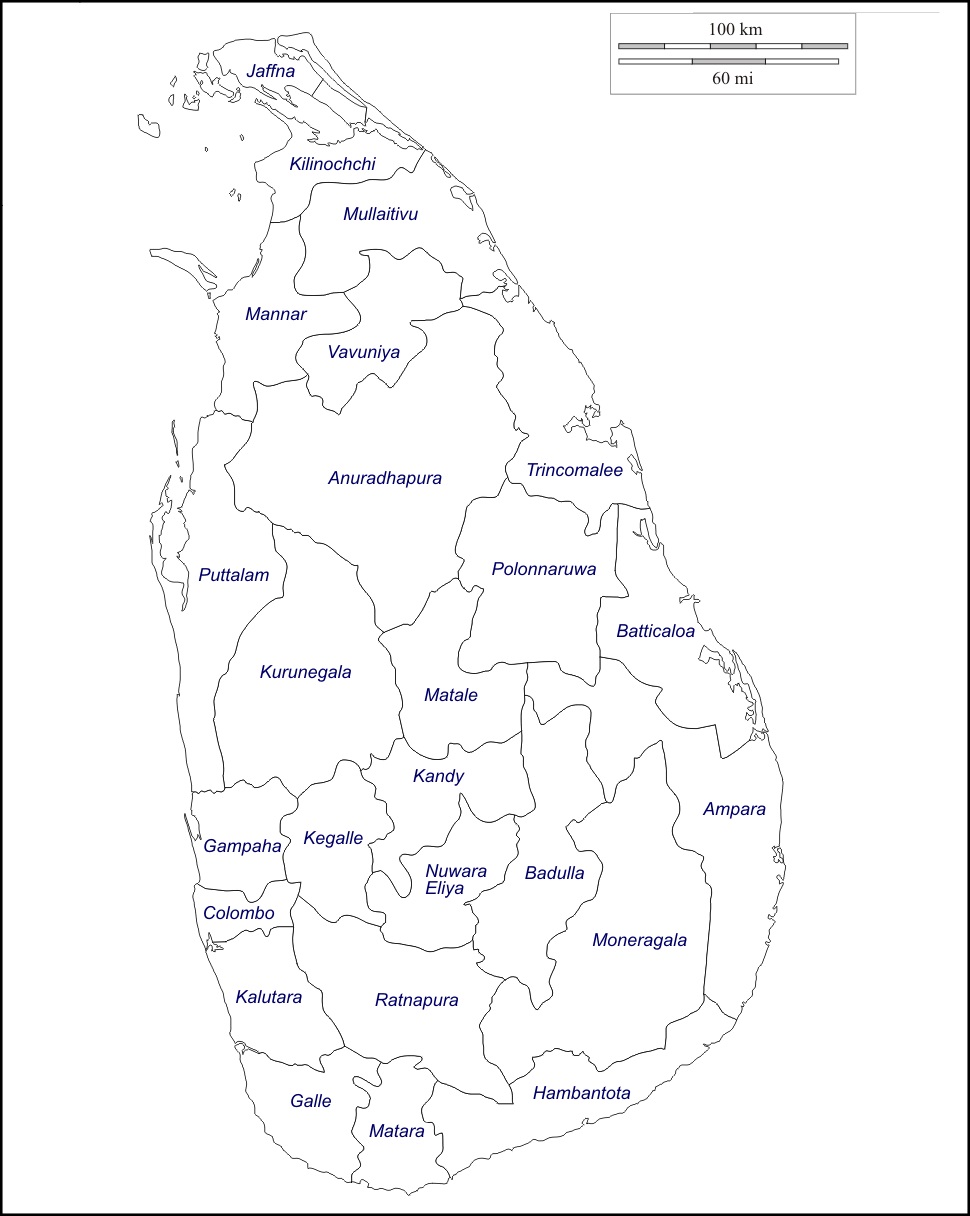 100 km
60 mi
Jaffna
Kilinochchi
Mullaitivu
Mannar
Vavuniya
Anuradhapura
Trincomalee
Puttalam
Polonnaruwa
Batticaloa
Kurunegala
Matale
Kandy
Ampara
Gampaha
Kegalle
Nuwara
Eliya
Badulla
Colombo
Moneragala
Kalutara
Ratnapura
Hambantota
Galle
Matara